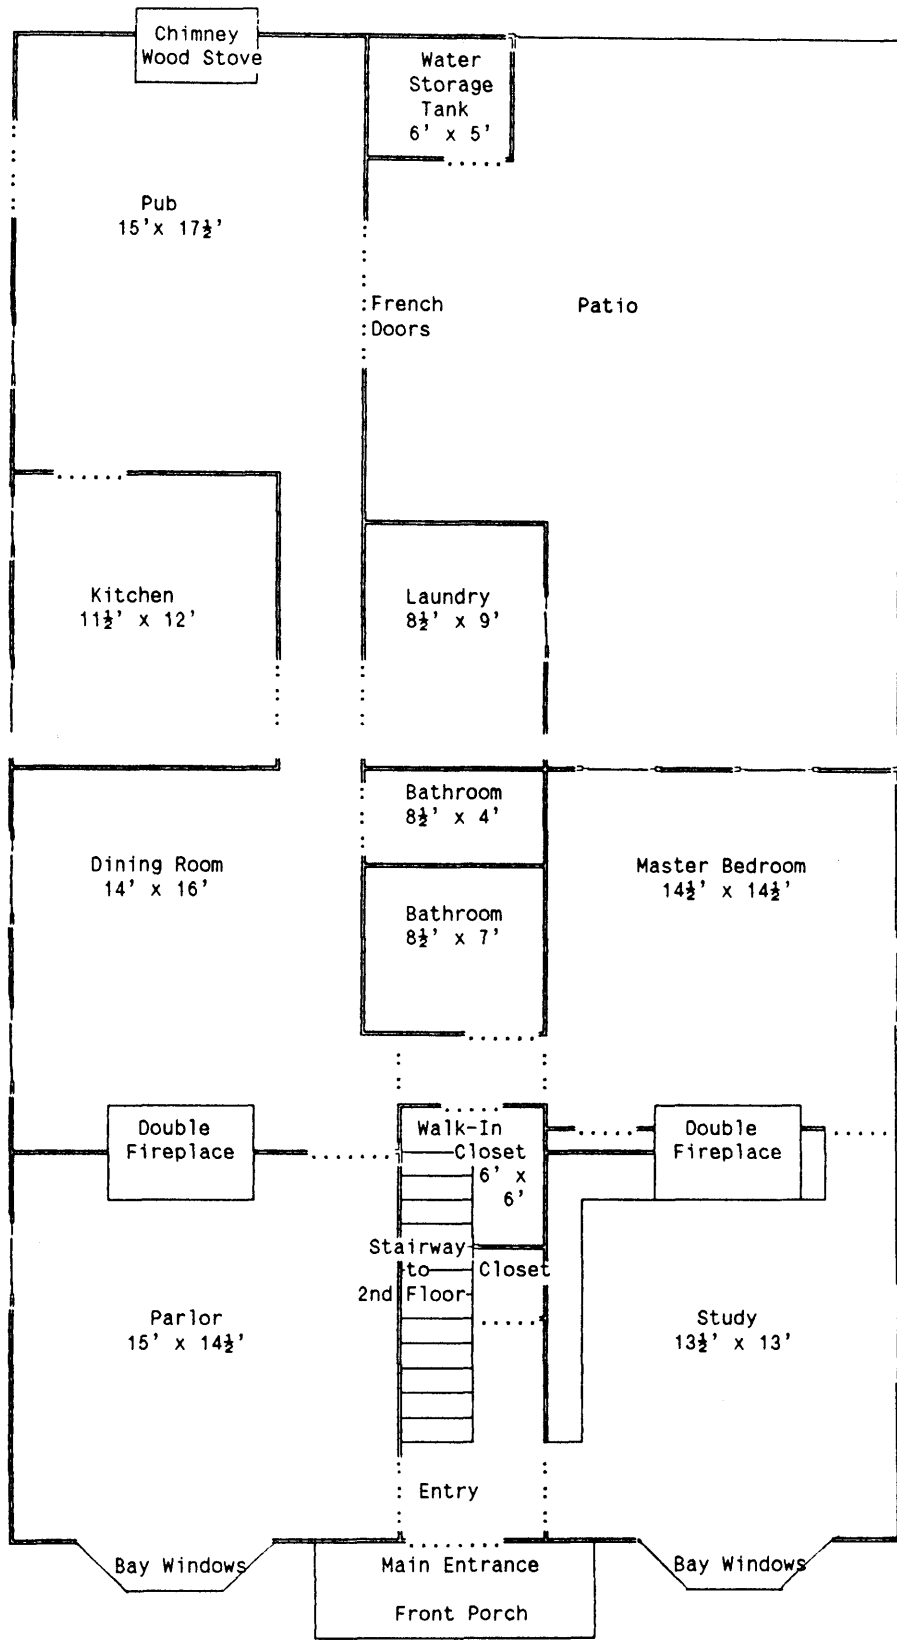 Chimney
Wood Stove
Water
Storage
Tank
6' x 5'
Pub
15'x 17½'
French
Doors
Patio
Kitchen
11½' x 12'
Laundry
8½' x 9'
Bathroom
8½' x 4'
Dining Room
14' x 16'
Master Bedroom
14½' x 14½'
Bathroom
8½' x 7'
Double
Fireplace
Walk-In
Closet
6' x
6'
Double
Fireplace
Stairway
to
2nd Floor
Closet
Parlor
15' x 14½'
Study
13½' x 13'
Entry
Bay Windows
Main Entrance
Bay Windows
Front Porch